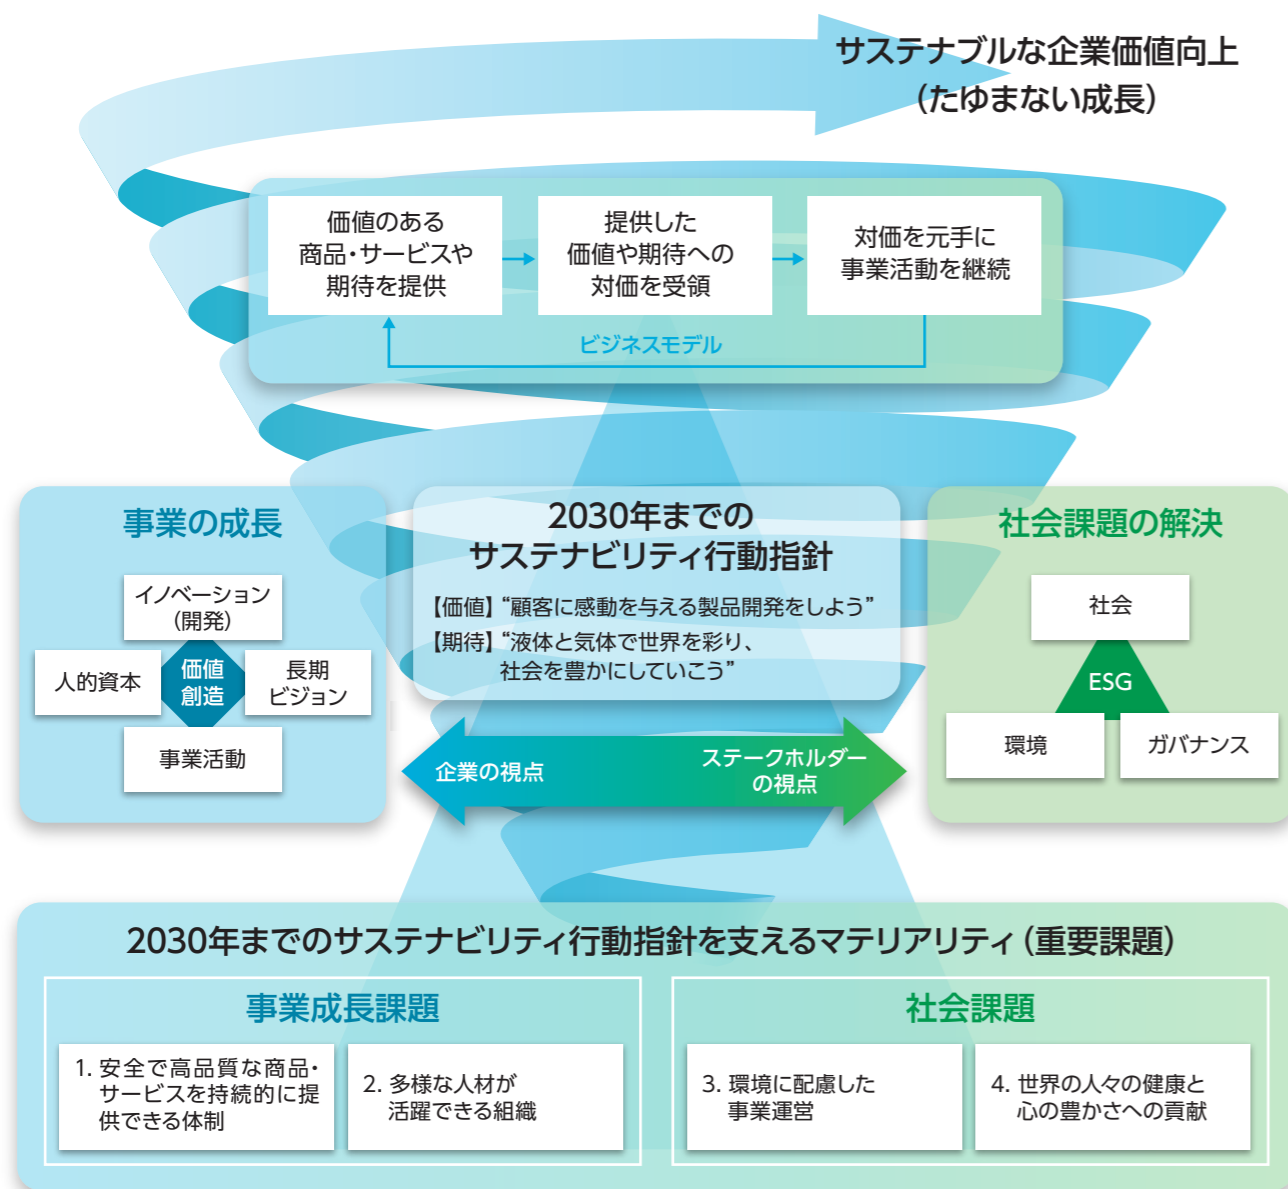 サステナブルな企業価値向上
（たゆまない成長）
価値のある
商品・サービスや
期待を提供
提供した
価値や期待への
対価を受領
対価を元手に
事業活動を継続
ビジネスモデル
事業の成長
イノベーション
（開発）
人的資本
価値
創造
長期
ビジョン
事業活動
2030年までの
サステナビリティ行動指針
【価値】“顧客に感動を与える製品開発をしよう”
【期待】“液体と気体で世界を彩り、
社会を豊かにしていこう”
企業の視点
ステークホルダー
の視点
社会課題の解決
社会
ESG
環境
ガバナンス
2030年までのサステナビリティ行動指針を支えるマテリアリティ（重要課題）
事業成長課題
1. 安全で高品質な商品・
サービスを持続的に提
供できる体制
2. 多様な人材が
活躍できる組織
社会課題
3. 環境に配慮した
事業運営
4. 世界の人々の健康と
心の豊かさへの貢献